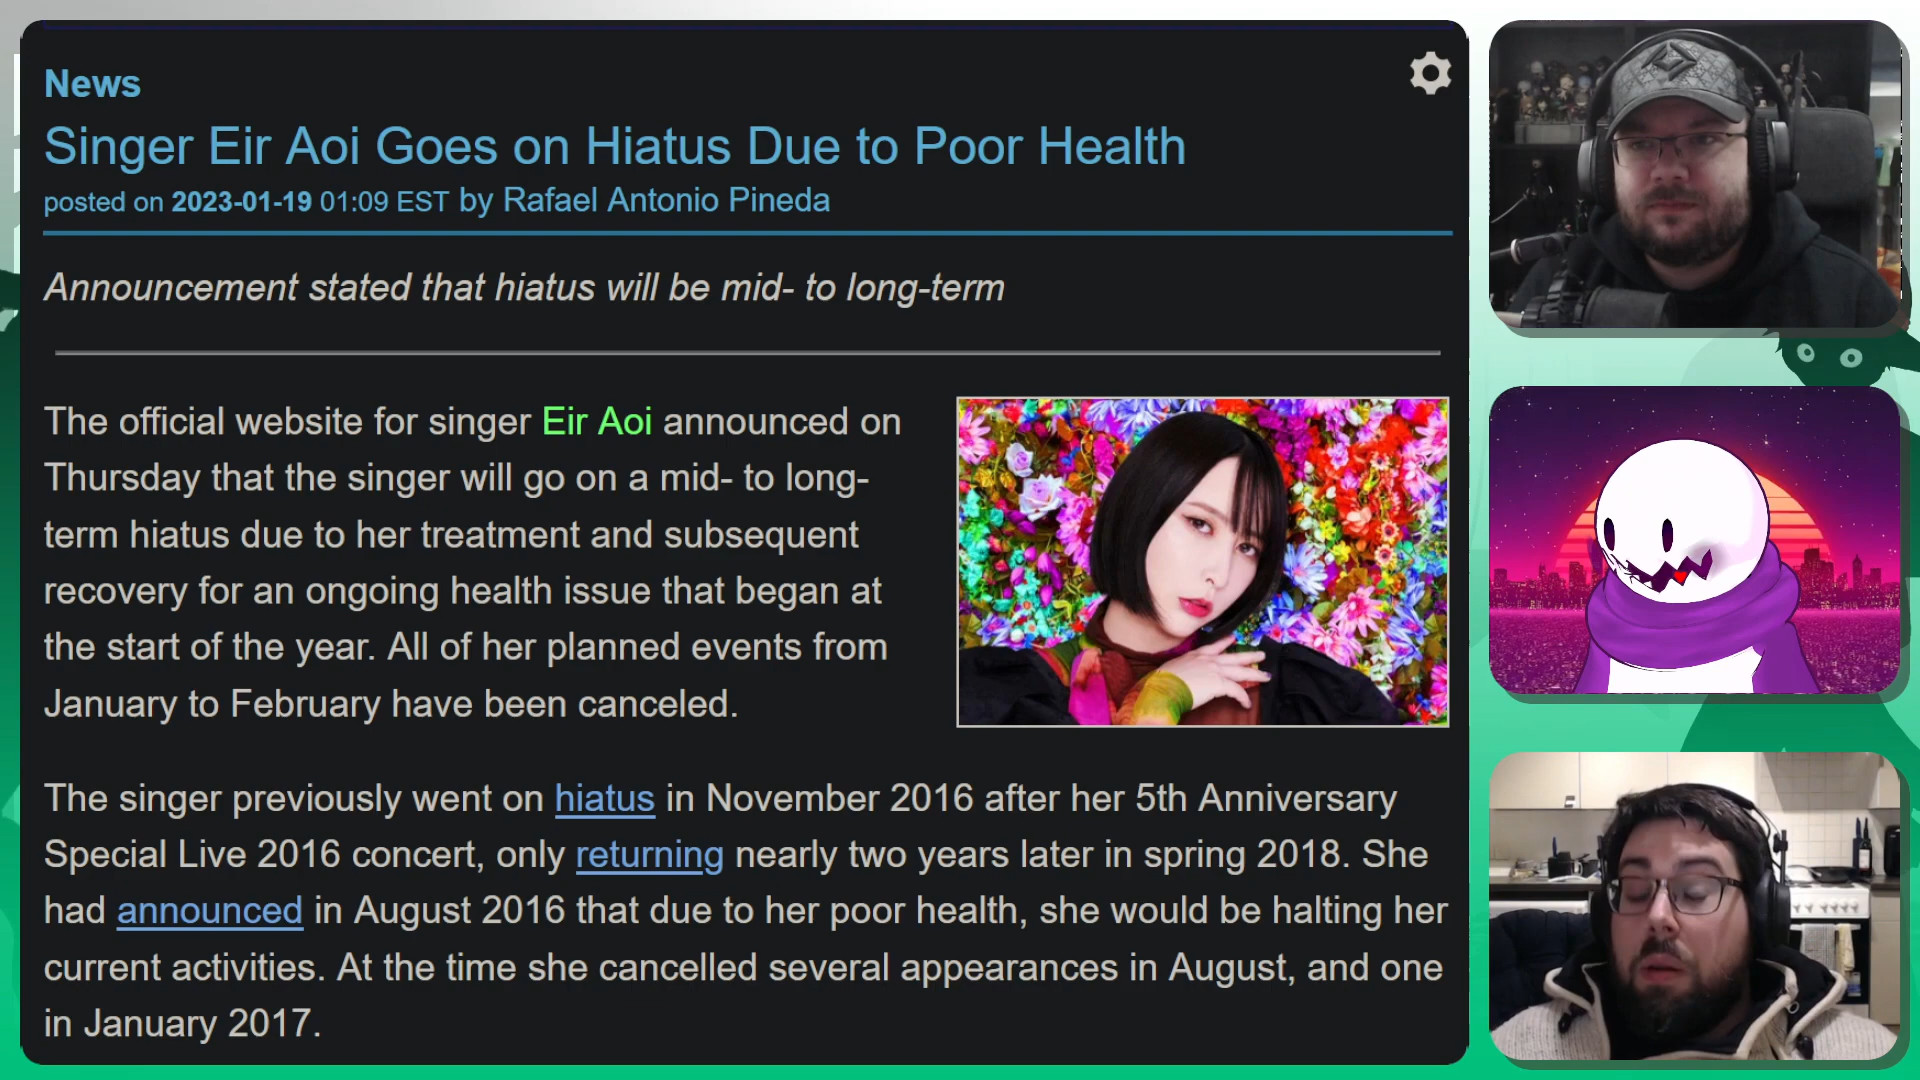 News
Singer Eir Aoi Goes on Hiatus Due to Poor Health
posted on 2023-01-19 01:09 EST by Rafael Antonio Pineda
Announcement stated that hiatus will be mid- to long-term
The official website for singer Eir Aoi announced on
Thursday that the singer will go on a mid- to long-
term hiatus due to her treatment and subsequent
recovery for an ongoing health issue that began at
the start of the year. All of her planned events from
January to February have been canceled.
The singer previously went on hiatus in November 2016 after her 5th Anniversary
Special Live 2016 concert, only returning nearly two years later in spring 2018. She
had announced in August 2016 that due to her poor health, she would be halting her
current activities. At the time she cancelled several appearances in August, and one
in January 2017.